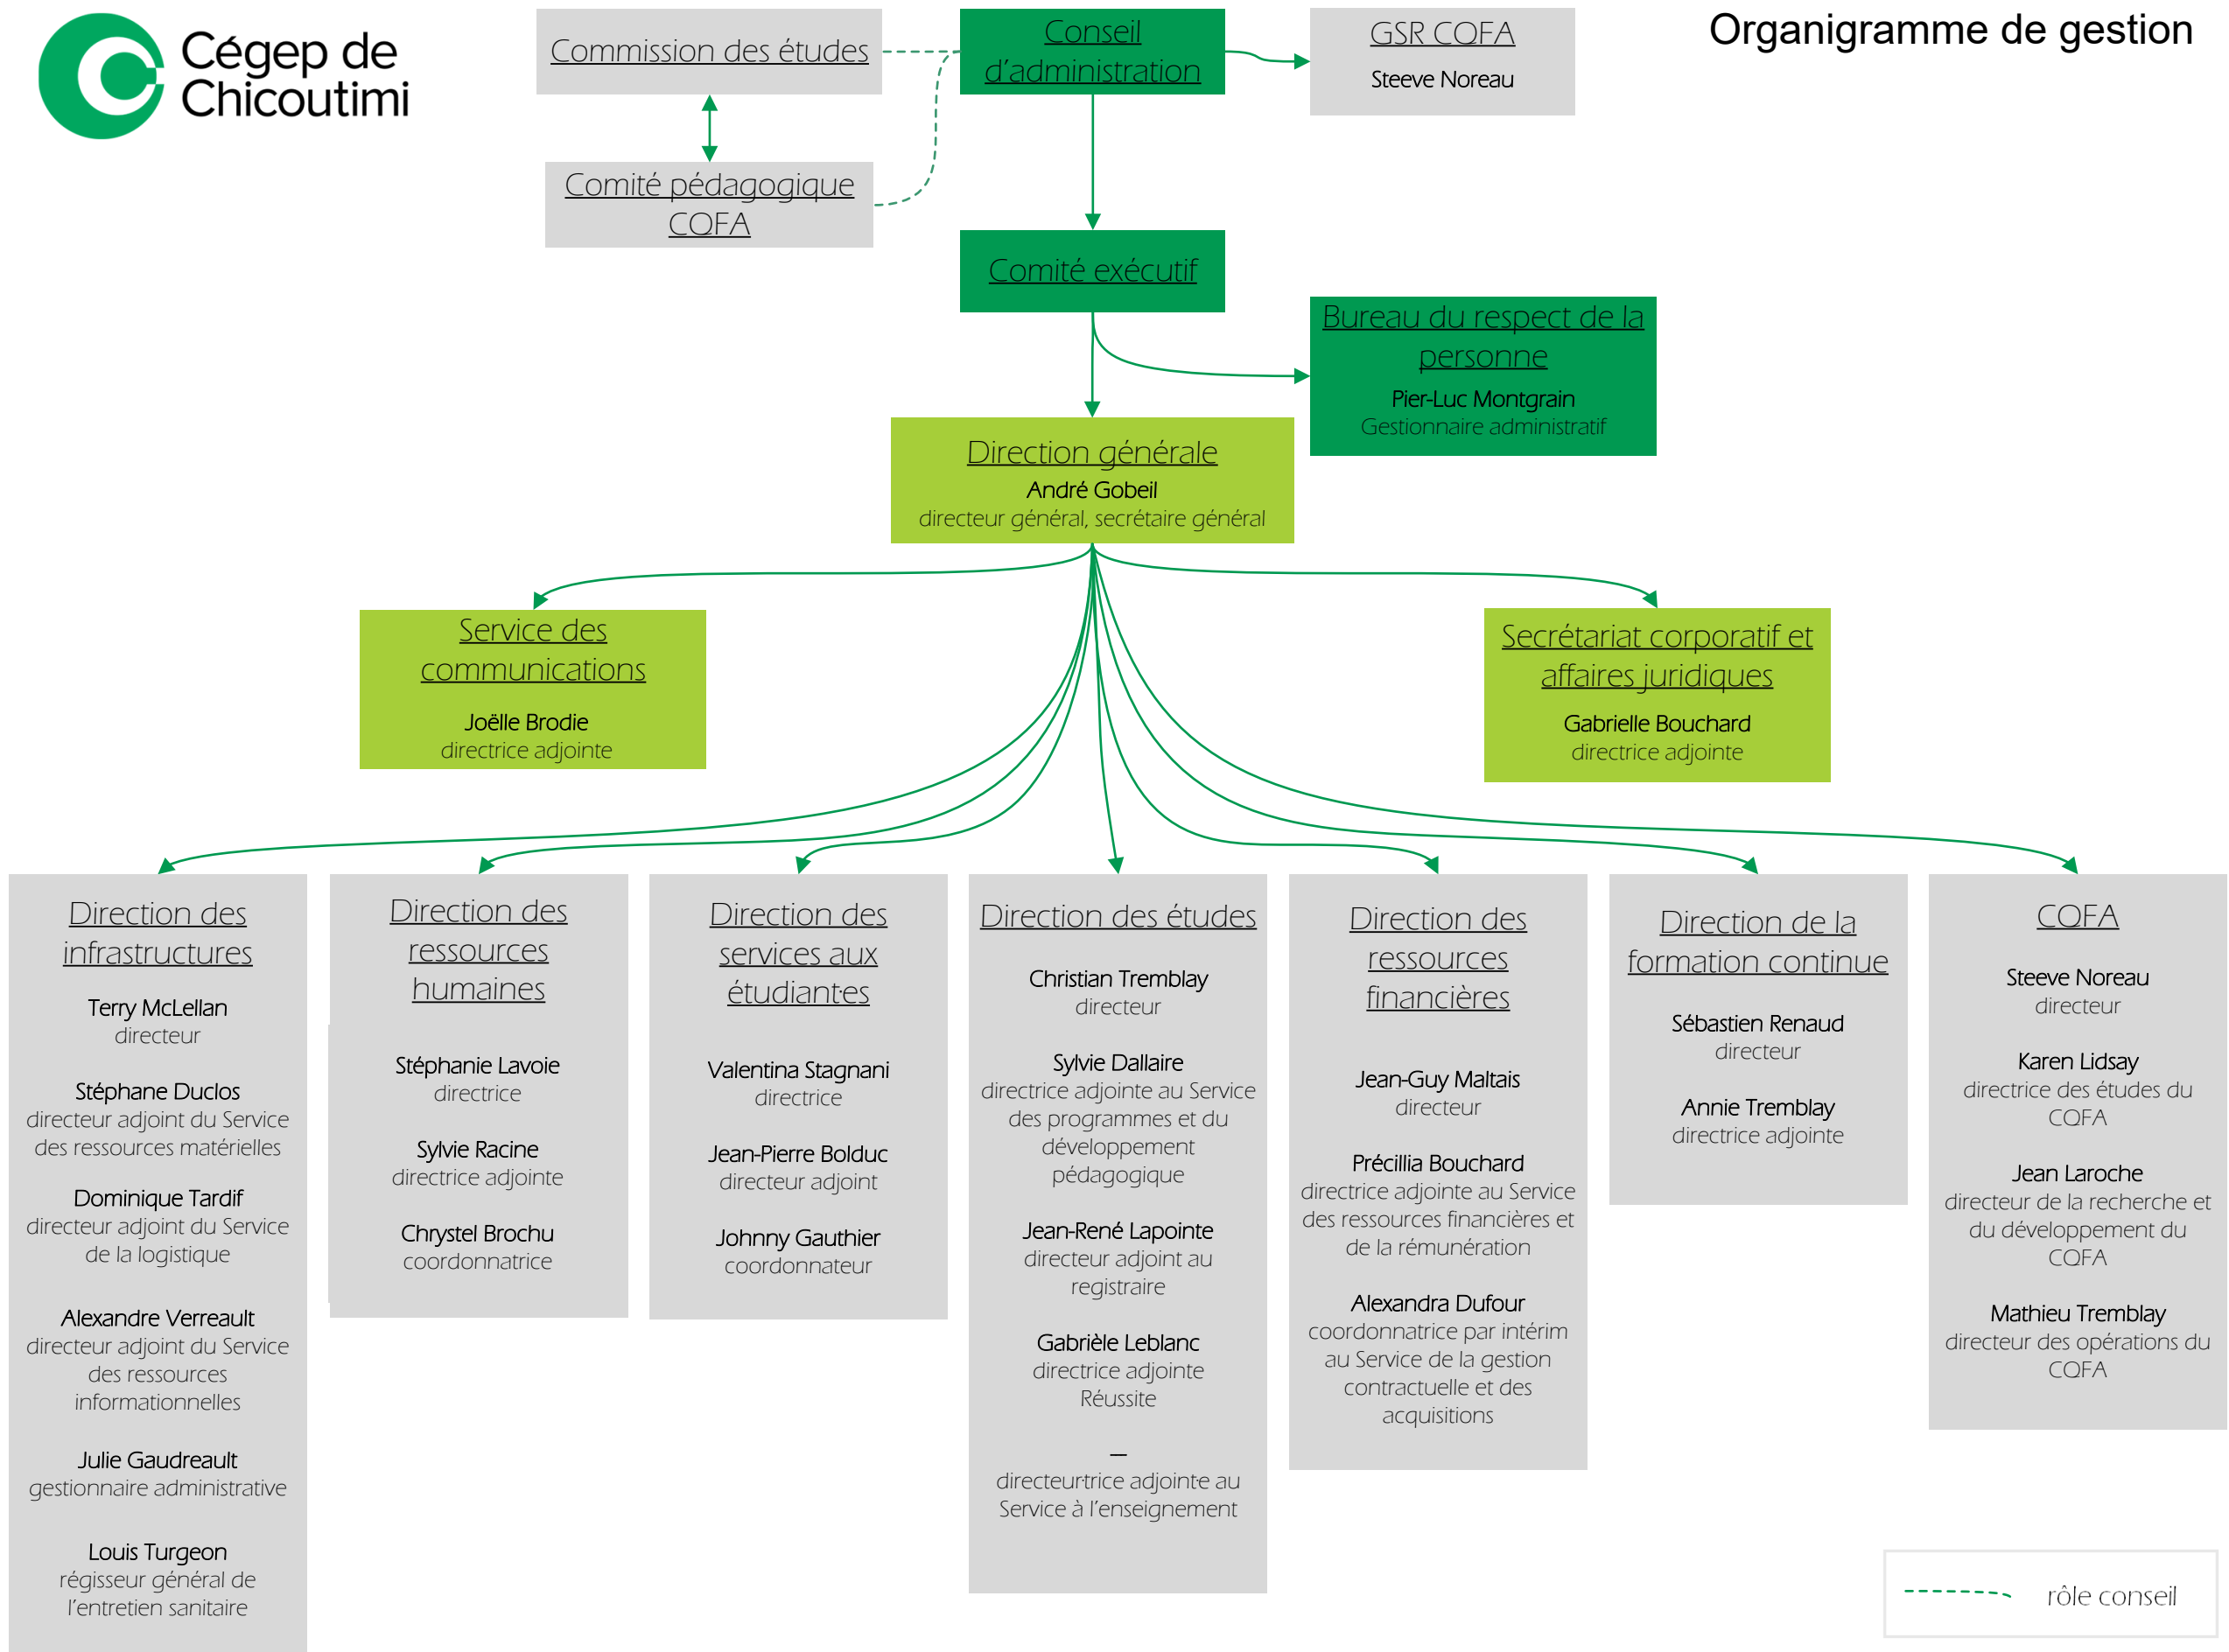 Cégep de
Chicoutimi
Organigramme de gestion
Commission des études
Conseil
d'administration
GSR CQFA
Steeve Noreau
Comité pédagogique
CQFA
Comité exécutif
Bureau du respect de la
personne
Pier-Luc Montgrain
Gestionnaire administratif
Direction générale
André Gobeil
directeur général, secrétaire général
Service des
communications
Joëlle Brodie
directrice adjointe
Secrétariat corporatif et
affaires juridiques
Gabrielle Bouchard
directrice adjointe
Direction des
infrastructures
Terry McLellan
directeur
Stéphane Duclos
directeur adjoint du Service
des ressources matérielles
Dominique Tardif
directeur adjoint du Service
de la logistique
Alexandre Verreault
directeur adjoint du Service
des ressources
informationnelles
Julie Gaudreault
gestionnaire administrative
Louis Turgeon
régisseur général de
l'entretien sanitaire
Direction des
ressources
humaines
Stéphanie Lavoie
directrice
Sylvie Racine
directrice adjointe
Chrystel Brochu
coordonnatrice
Direction des
services aux
étudiant·es
Valentina Stagnani
directrice
Jean-Pierre Bolduc
directeur adjoint
Johnny Gauthier
coordonnateur
Direction des études
Christian Tremblay
directeur
Sylvie Dallaire
directrice adjointe au Service
des programmes et du
développement
pédagogique
Jean-René Lapointe
directeur adjoint au
registraire
Gabrièle Leblanc
directrice adjointe
Réussite
—
directeur·trice adjoint·e au
Service à l'enseignement
Direction des
ressources
financières
Jean-Guy Maltais
directeur
Précillia Bouchard
directrice adjointe au Service
des ressources financières et
de la rémunération
Alexandra Dufour
coordonnatrice par intérim
au Service de la gestion
contractuelle et des
acquisitions
Direction de la
formation continue
Sébastien Renaud
directeur
Annie Tremblay
directrice adjointe
CQFA
Steeve Noreau
directeur
Karen Lidsay
directrice des études du
CQFA
Jean Laroche
directeur de la recherche et
du développement du
CQFA
Mathieu Tremblay
directeur des opérations du
CQFA
rôle conseil